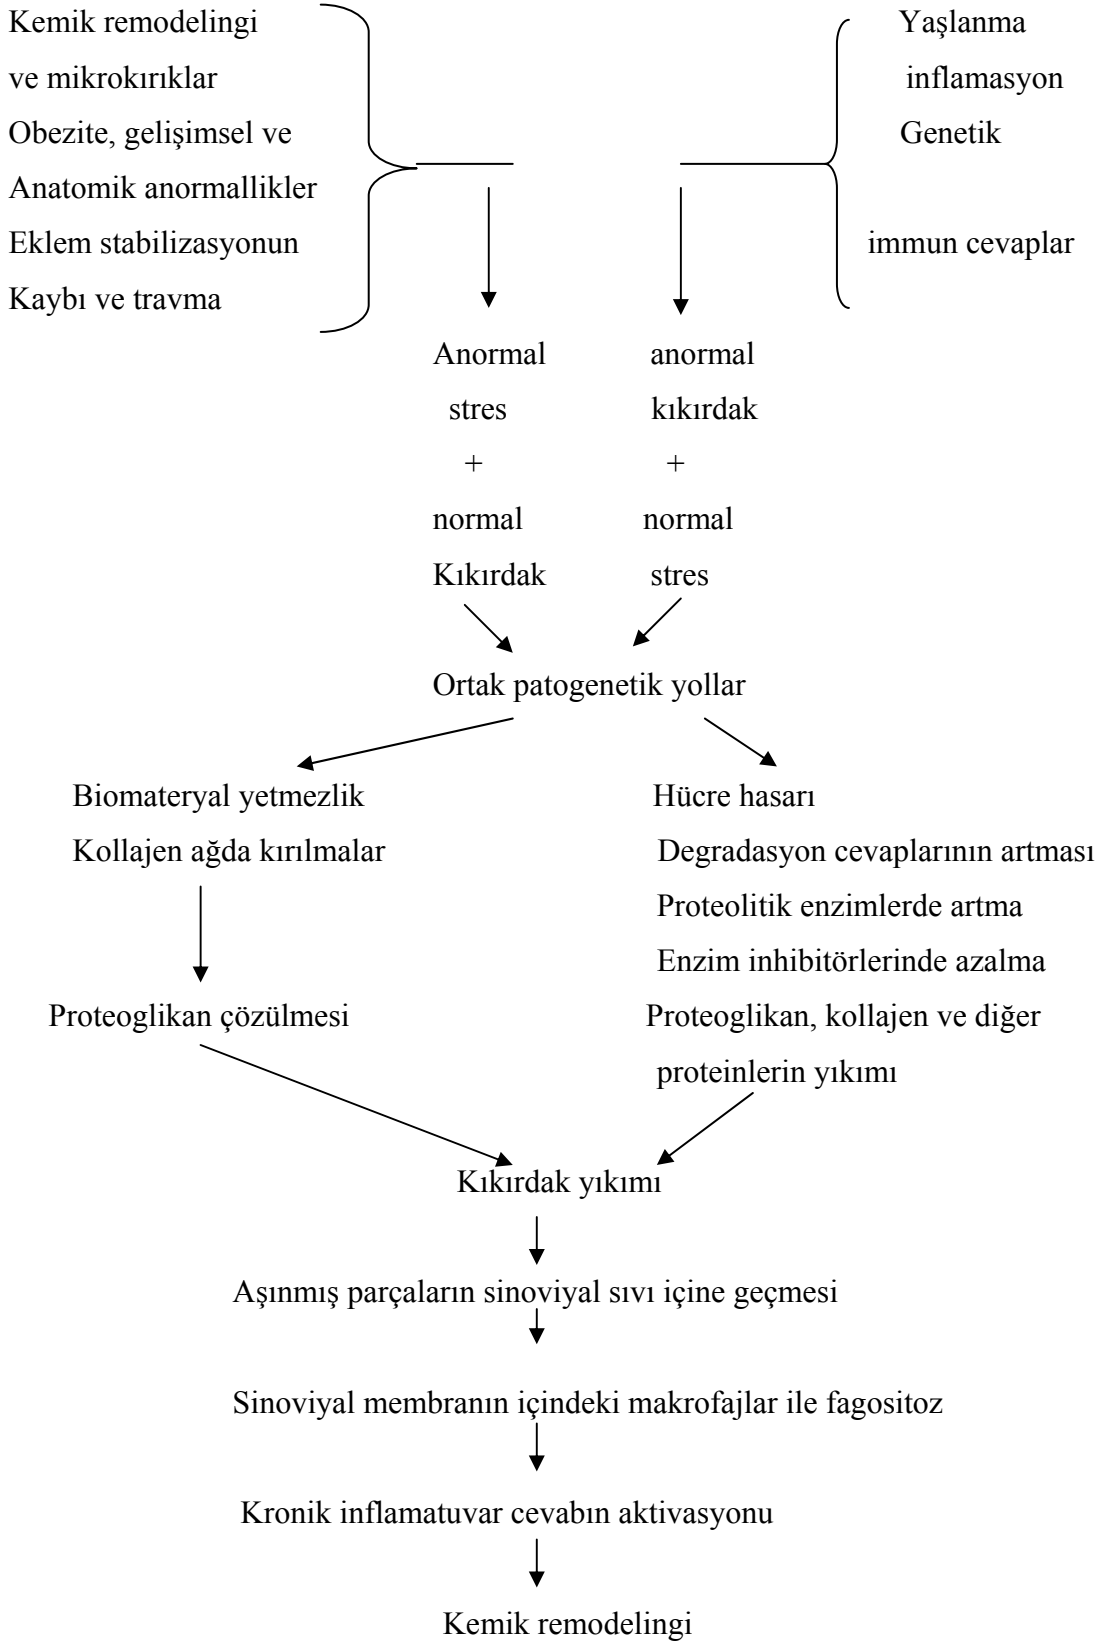 Kemik remodelingi
ve mikrokırıklar
Obezite, gelişimsel ve
Anatomik anormallikler
Eklem stabilizasyonun
Kaybı ve travma
Yaşlanma
inflamasyon
Genetik
immun cevaplar
Anormal
stres
+
normal
Kıkırdak
anormal
kıkırdak
+
normal
stres
Ortak patogenetik yollar
Biomateryal yetmezlik
Kollajen ağda kırılmalar
Proteoglikan çözülmesi
Hücre hasarı
Degradasyon cevaplarının artması
Proteolitik enzimlerde artma
Enzim inhibitörlerinde azalma
Proteoglikan, kollajen ve diğer
proteinlerin yıkımı
Kıkırdak yıkımı
Aşınmış parçaların sinoviyal sıvı içine geçmesi
Sinoviyal membranın içindeki makrofajlar ile fagositoz
Kronik inflamatuvar cevabın aktivasyonu
Kemik remodelingi